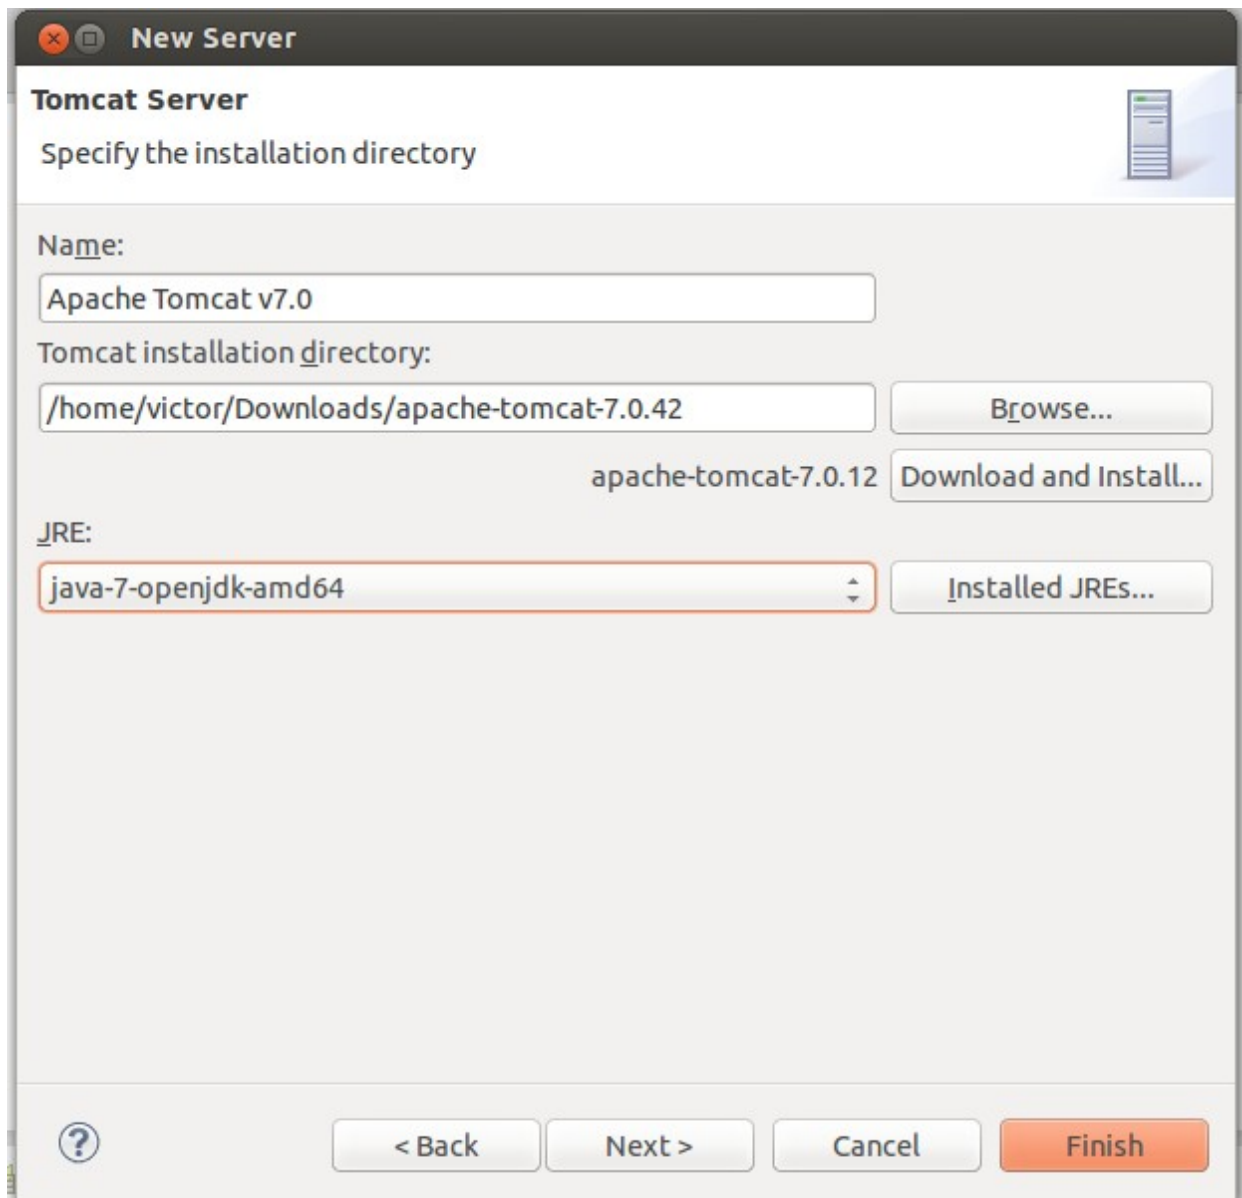 New Server
Tomcat Server
Specify the installation directory
Name:
Apache Tomcat v7.0
Tomcat installation directory:
/home/victor/Downloads/apache-tomcat-7.0.42 Browse...
apache-tomcat-7.0.12 Download and Install...
JRE:
java-7-openjdk-amd64 Installed JREs...
? < Back Next > Cancel Finish